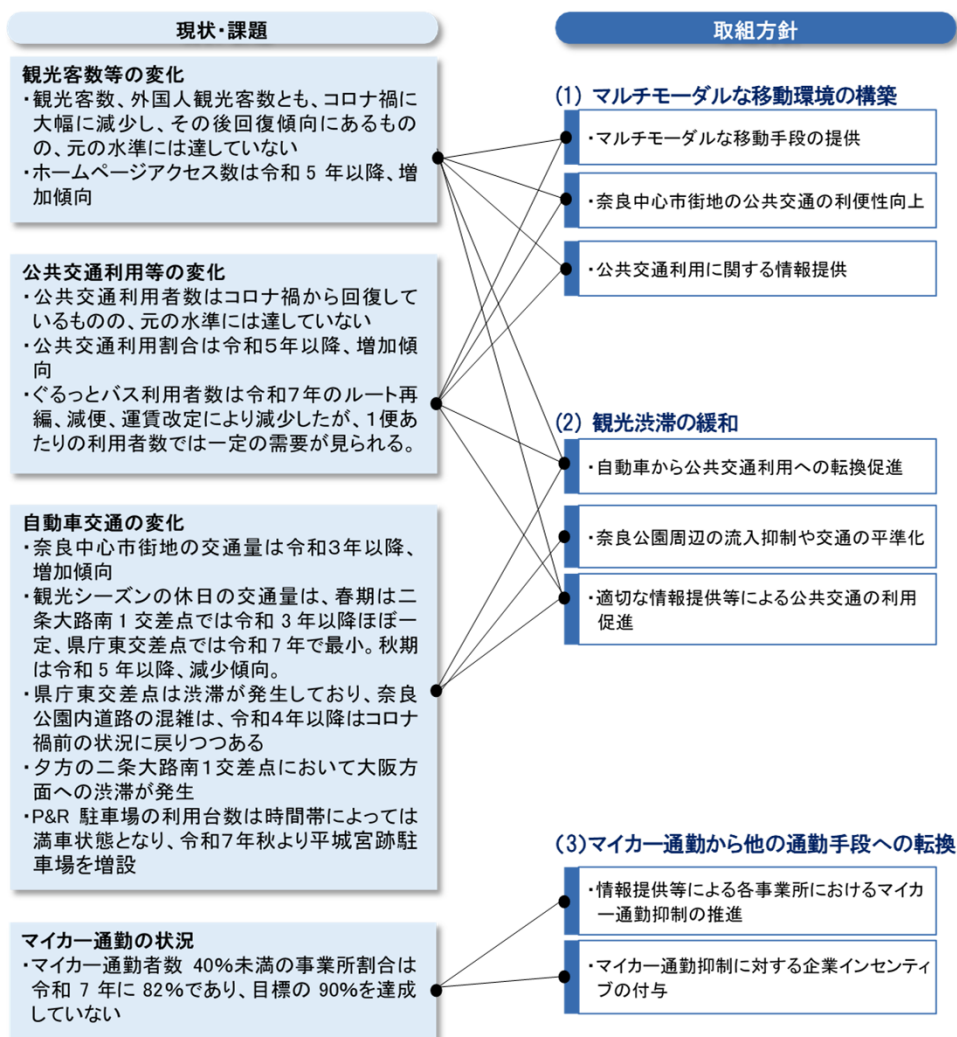 現状・課題
観光客数等の変化
・観光客数、外国人観光客数とも、コロナ禍に
大幅に減少し、その後回復傾向にあるもの
の、元の水準には達していない
・ホームページアクセス数は令和 5 年以降、増
加傾向
公共交通利用等の変化
・公共交通利用者数はコロナ禍から回復して
いるものの、元の水準には達していない
・公共交通利用割合は令和5年以降、増加傾
向
・ぐるっとバス利用者数は令和7年のルート再
編、減便、運賃改定により減少したが、1便あ
たりの利用者数では一定の需要が見られる。
自動車交通の変化
・奈良中心市街地の交通量は令和3年以降、
増加傾向
・観光シーズンの休日の交通量は、春期は二
条大路南 1 交差点では令和 3 年以降ほぼ一
定、県庁東交差点では令和 7 年で最小。秋期
は令和 5 年以降、減少傾向。
・県庁東交差点は渋滞が発生しており、奈良
公園内道路の混雑は、令和4年以降はコロナ
禍前の状況に戻りつつある
・夕方の二条大路南1交差点において大阪方
面への渋滞が発生
・P&R 駐車場の利用台数は時間帯によっては
満車状態となり、令和7年秋より平城宮跡駐
車場を増設
マイカー通勤の状況
・マイカー通勤者数 40%未満の事業所割合は
令和 7 年に 82%であり、目標の 90%を達成
していない
取組方針
(1) マルチモーダルな移動環境の構築
・マルチモーダルな移動手段の提供
・奈良中心市街地の公共交通の利便性向上
・公共交通利用に関する情報提供
(2) 観光渋滞の緩和
・自動車から公共交通利用への転換促進
・奈良公園周辺の流入抑制や交通の平準化
・適切な情報提供等による公共交通の利用
促進
(3)マイカー通勤から他の通勤手段への転換
・情報提供等による各事業所におけるマイカ
ー通勤抑制の推進
・マイカー通勤抑制に対する企業インセンティ
ブの付与